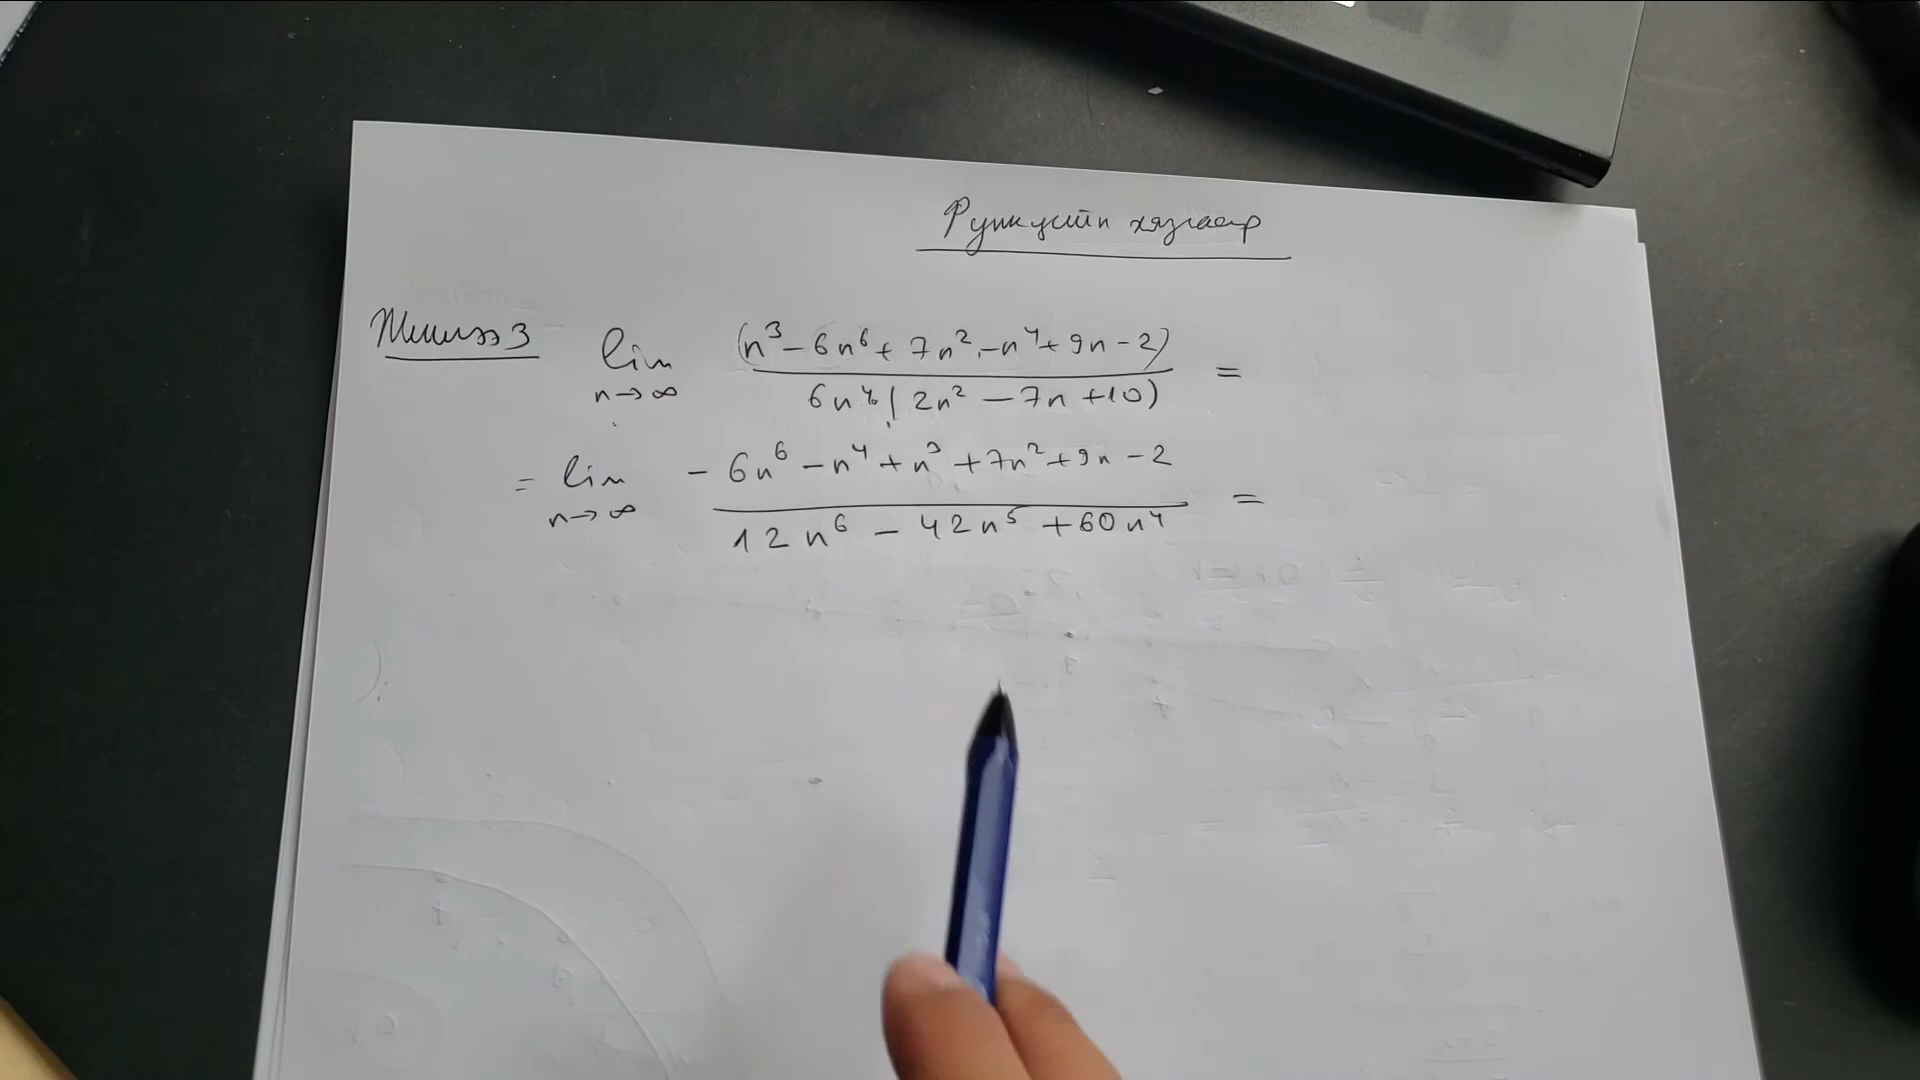 Функцийн хязгаар
Жишээ 3 lim n→∞ (n³ − 6n⁶ + 7n² − n⁴ + 9n − 2) / 6n⁴(2n² − 7n + 10) =
= lim n→∞ −6n⁶ − n⁴ + n³ + 7n² + 9n − 2 / 12n⁶ − 42n⁵ + 60n⁴ =